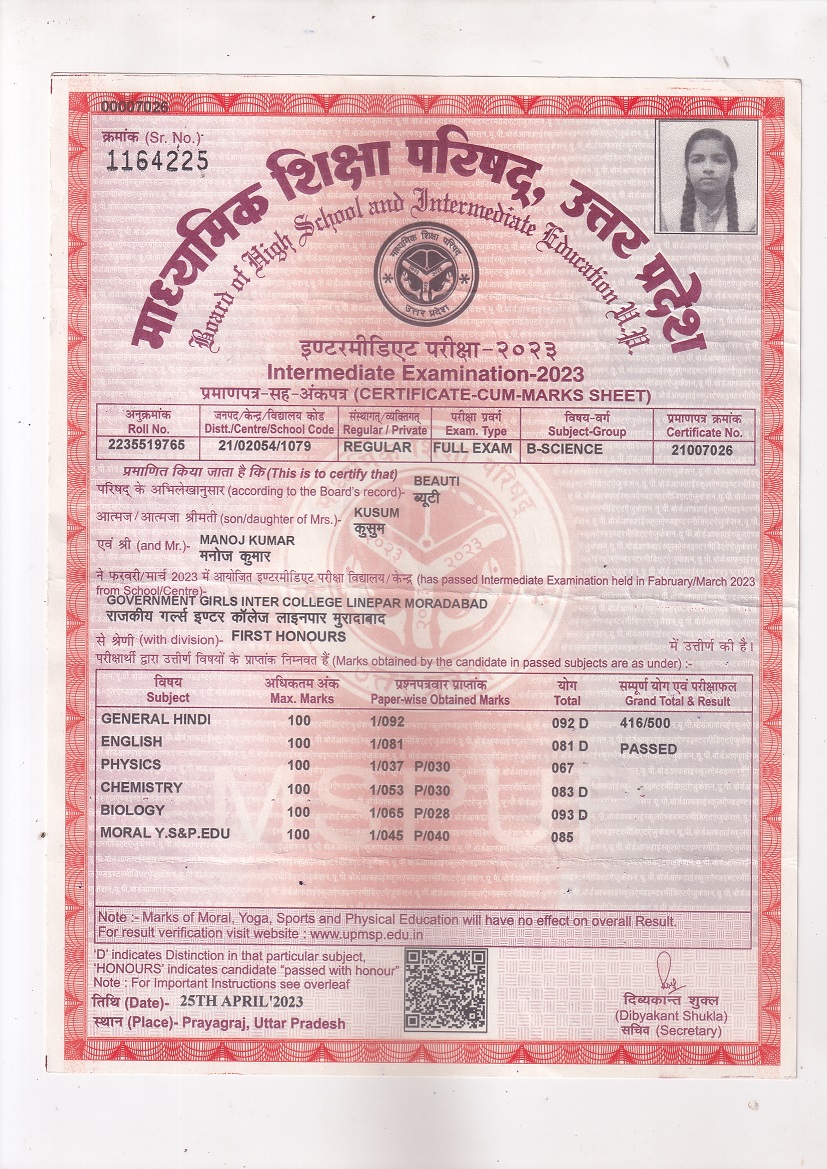 00007026
क्रमांक (Sr. No.)-
1164225
माध्यमिक शिक्षा परिषद्, उत्तर प्रदेश
Board of High School and Intermediate Education U.P.
माध्यमिक शिक्षा परिषद्
उत्तर प्रदेश
इण्टरमीडिएट परीक्षा-२०२३
Intermediate Examination-2023
प्रमाणपत्र-सह-अंकपत्र (CERTIFICATE-CUM-MARKS SHEET)
अनुक्रमांक जनपद/केन्द्र/विद्यालय कोड संस्थागत/व्यक्तिगत परीक्षा प्रवर्ग विषय-वर्ग प्रमाणपत्र क्रमांक
Roll No. Distt./Centre/School Code Regular / Private Exam. Type Subject-Group Certificate No.
2235519765 21/02054/1079 REGULAR FULL EXAM B-SCIENCE 21007026
प्रमाणित किया जाता है कि (This is to certify that)
BEAUTI
परिषद् के अभिलेखानुसार (according to the Board's record)- ब्यूटी
KUSUM
आत्मज/आत्मजा श्रीमती (son/daughter of Mrs.)- कुसुम
MANOJ KUMAR
एवं श्री (and Mr.)- मनोज कुमार
ने फरवरी/मार्च 2023 में आयोजित इण्टरमीडिएट परीक्षा विद्यालय/केन्द्र (has passed Intermediate Examination held in Fabruary/March 2023
from School/Centre)-
GOVERNMENT GIRLS INTER COLLEGE LINEPAR MORADABAD
राजकीय गर्ल्स इण्टर कॉलेज लाइनपार मुरादाबाद
से श्रेणी (with division)- FIRST HONOURS में उत्तीर्ण की है।
परीक्षार्थी द्वारा उत्तीर्ण विषयों के प्राप्तांक निम्नवत हैं (Marks obtained by the candidate in passed subjects are as under) :-
विषय अधिकतम अंक प्रश्नपत्रवार प्राप्तांक योग सम्पूर्ण योग एवं परीक्षाफल
Subject Max. Marks Paper-wise Obtained Marks Total Grand Total & Result
GENERAL HINDI 100 1/092 092 D 416/500
ENGLISH 100 1/081 081 D PASSED
PHYSICS 100 1/037 P/030 067
CHEMISTRY 100 1/053 P/030 083 D
BIOLOGY 100 1/065 P/028 093 D
MORAL Y.S&P.EDU 100 1/045 P/040 085
MSPUP
Note :- Marks of Moral, Yoga, Sports and Physical Education will have no effect on overall Result.
For result verification visit website : www.upmsp.edu.in
'D' indicates Distinction in that particular subject,
'HONOURS' indicates candidate "passed with honour"
Note : For Important Instructions see overleaf
तिथि (Date)- 25TH APRIL'2023
स्थान (Place)- Prayagraj, Uttar Pradesh
दिव्यकान्त शुक्ल
(Dibyakant Shukla)
सचिव (Secretary)